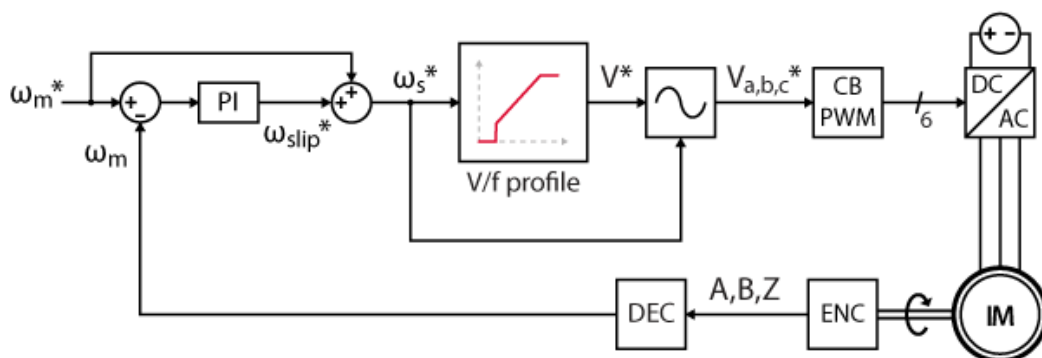 ωm*
+
-
ωm
PI
ωslip*
+
+
ωs*
V/f profile
V*
Va,b,c*
CB
PWM
6
+ -
DC
AC
DEC
A,B,Z
ENC
IM